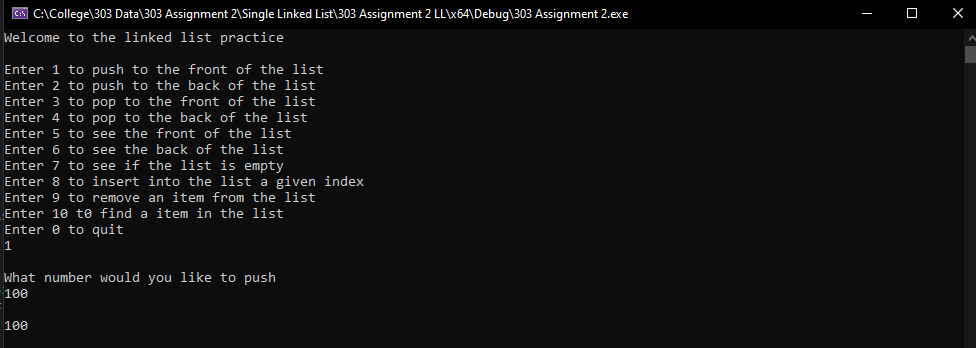 C:\College\303 Data\303 Assignment 2\Single Linked List\303 Assignment 2 LL\x64\Debug\303 Assignment 2.exe
Welcome to the linked list practice
Enter 1 to push to the front of the list
Enter 2 to push to the back of the list
Enter 3 to pop to the front of the list
Enter 4 to pop to the back of the list
Enter 5 to see the front of the list
Enter 6 to see the back of the list
Enter 7 to see if the list is empty
Enter 8 to insert into the list a given index
Enter 9 to remove an item from the list
Enter 10 t0 find a item in the list
Enter 0 to quit
1
What number would you like to push
100
100